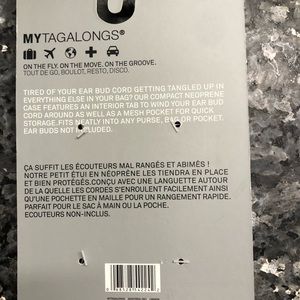 MYTAGALONGS®
ON THE FLY. ON THE MOVE. ON THE GROOVE.
TOUT DE GO, BOULOT, RESTO, DISCO.
TIRED OF YOUR EAR BUD CORD GETTING TANGLED UP IN
EVERYTHING ELSE IN YOUR BAG? OUR COMPACT NEOPRENE
CASE FEATURES AN INTERIOR TAB TO WIND YOUR EAR BUD
CORD AROUND AS WELL AS A MESH POCKET FOR QUICK
STORAGE. FITS NEATLY INTO ANY PURSE, BAG OR POCKET.
EAR BUDS NOT INCLUDED.
ÇA SUFFIT LES ÉCOUTEURS MAL RANGÉS ET ABIMÉS !
NOTRE PETIT ÉTUI EN NÉOPRÈNE LES TIENDRA EN PLACE
ET BIEN PROTÉGÉS.CONÇU AVEC UNE LANGUETTE AUTOUR
DE LA QUELLE LES CORDES S'ENROULENT FACILEMENT AINSI
QU'UNE POCHETTE EN MAILLE POUR UN RANGEMENT RAPIDE.
PARFAIT POUR LE SAC À MAIN OU LA POCHE.
ECOUTEURS NON-INCLUS.